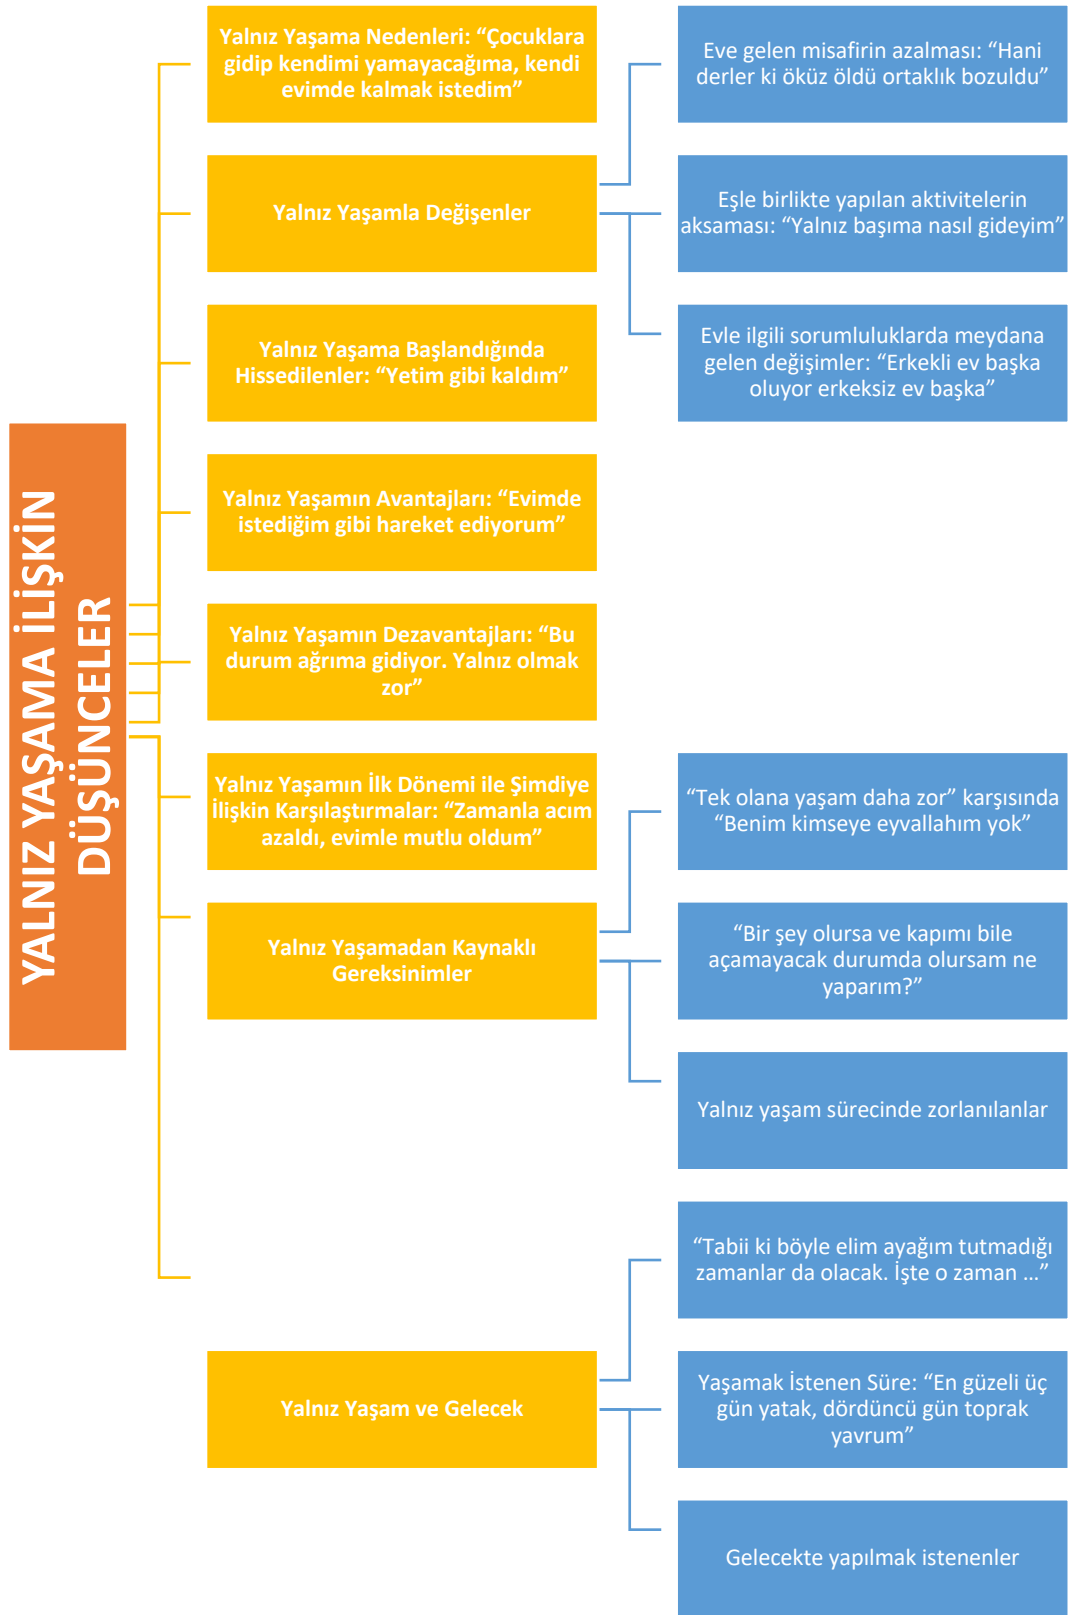 YALNIZ YAŞAMA İLİŞKİN
DÜŞÜNCELER
Yalnız Yaşama Nedenleri: “Çocuklara
gidip kendimi yamayacağıma, kendi
evimde kalmak istedim”
Yalnız Yaşamla Değişenler
Eve gelen misafirin azalması: “Hani
derler ki öküz öldü ortaklık bozuldu”
Eşle birlikte yapılan aktivitelerin
aksaması: “Yalnız başıma nasıl gideyim”
Evle ilgili sorumluluklarda meydana
gelen değişimler: “Erkekli ev başka
oluyor erkeksiz ev başka”
Yalnız Yaşama Başlandığında
Hissedilenler: “Yetim gibi kaldım”
Yalnız Yaşamın Avantajları: “Evimde
istediğim gibi hareket ediyorum”
Yalnız Yaşamın Dezavantajları: “Bu
durum ağrıma gidiyor. Yalnız olmak
zor”
Yalnız Yaşamın İlk Dönemi ile Şimdiye
İlişkin Karşılaştırmalar: “Zamanla acım
azaldı, evimle mutlu oldum”
Yalnız Yaşamadan Kaynaklı
Gereksinimler
“Tek olana yaşam daha zor” karşısında
“Benim kimseye eyvallahım yok”
“Bir şey olursa ve kapımı bile
açamayacak durumda olursam ne
yaparım?”
Yalnız yaşam sürecinde zorlanılanlar
Yalnız Yaşam ve Gelecek
“Tabii ki böyle elim ayağım tutmadığı
zamanlar da olacak. İşte o zaman …”
Yaşamak İstenen Süre: “En güzeli üç
gün yatak, dördüncü gün toprak
yavrum”
Gelecekte yapılmak istenenler